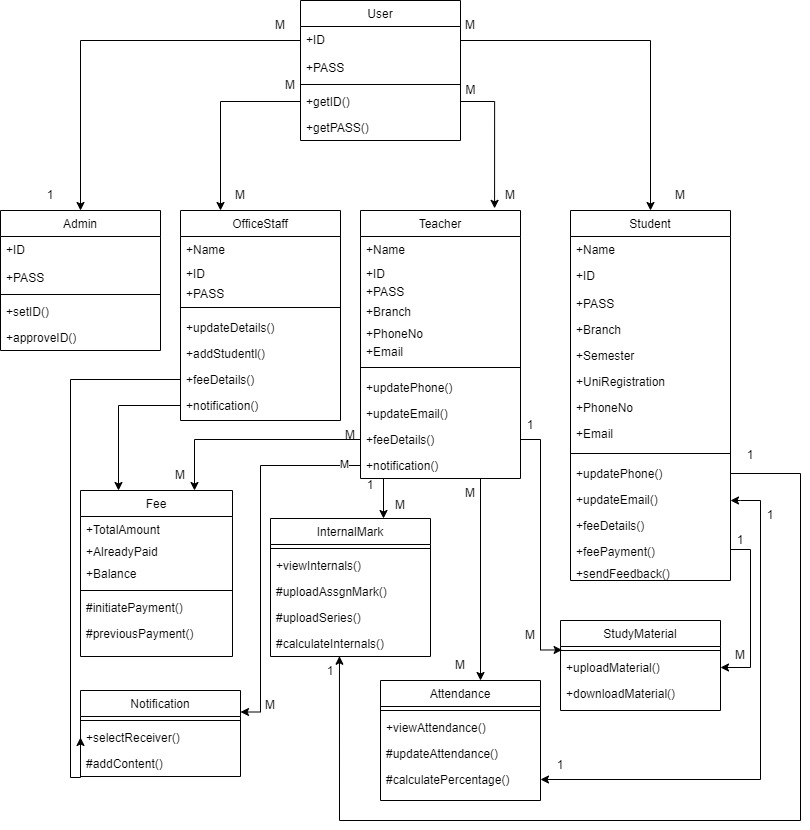 User
+ID
+PASS
+getID()
+getPASS()
M
M
M
M
1
M
M
M
Admin
+ID
+PASS
+setID()
+approveID()
OfficeStaff
+Name
+ID
+PASS
+updateDetails()
+addStudentI()
+feeDetails()
+notification()
Teacher
+Name
+ID
+PASS
+Branch
+PhoneNo
+Email
+updatePhone()
+updateEmail()
+feeDetails()
+notification()
Student
+Name
+ID
+PASS
+Branch
+Semester
+UniRegistration
+PhoneNo
+Email
+updatePhone()
+updateEmail()
+feeDetails()
+feePayment()
+sendFeedback()
1
M
1
M
M
1
M
M
1
1
Fee
+TotalAmount
+AlreadyPaid
+Balance
#initiatePayment()
#previousPayment()
InternalMark
+viewInternals()
#uploadAssgnMark()
#uploadSeries()
#calculateInternals()
M
M
StudyMaterial
+uploadMaterial()
+downloadMaterial()
1
M
M
1
Notification
+selectReceiver()
#addContent()
Attendance
+viewAttendance()
#updateAttendance()
#calculatePercentage()